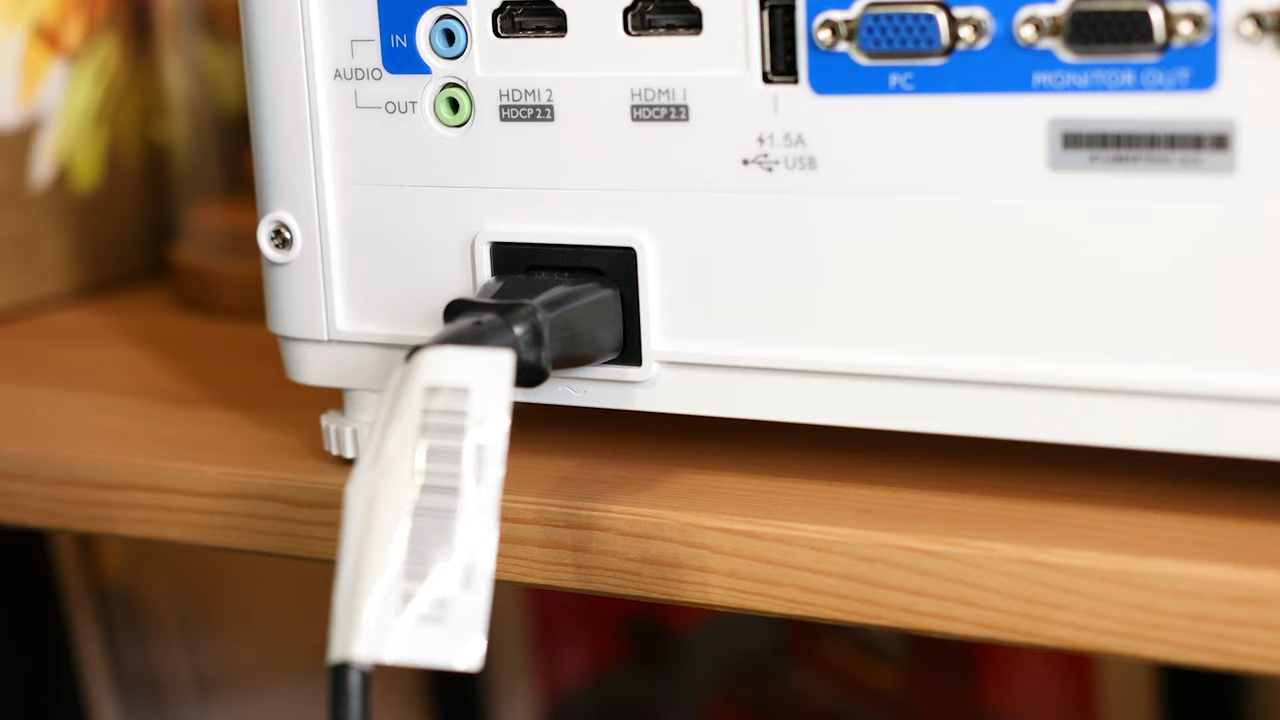 IN
AUDIO
OUT
HDMI 2
HDCP 2.2
HDMI 1
HDCP 2.2
1.5A
USB
PC
MONITOR OUT